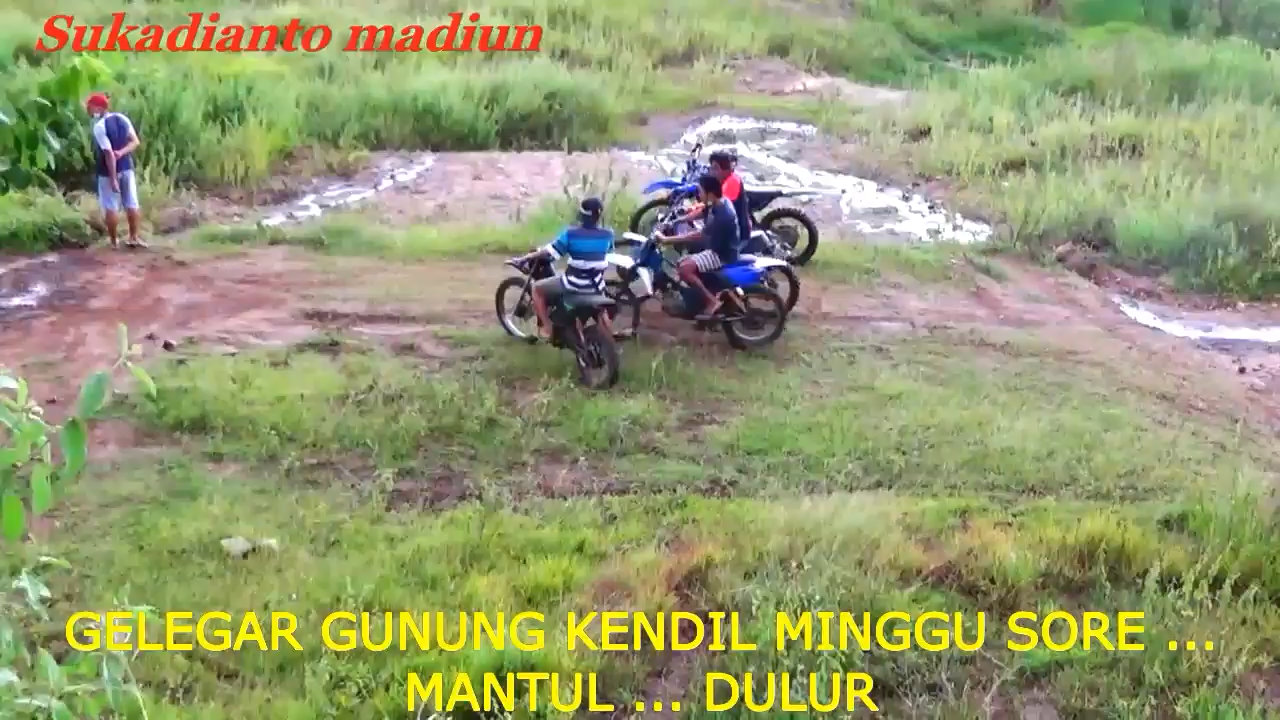 Sukadianto madiun
GELEGAR GUNUNG KENDIL MINGGU SORE ...
MANTUL ... DULUR